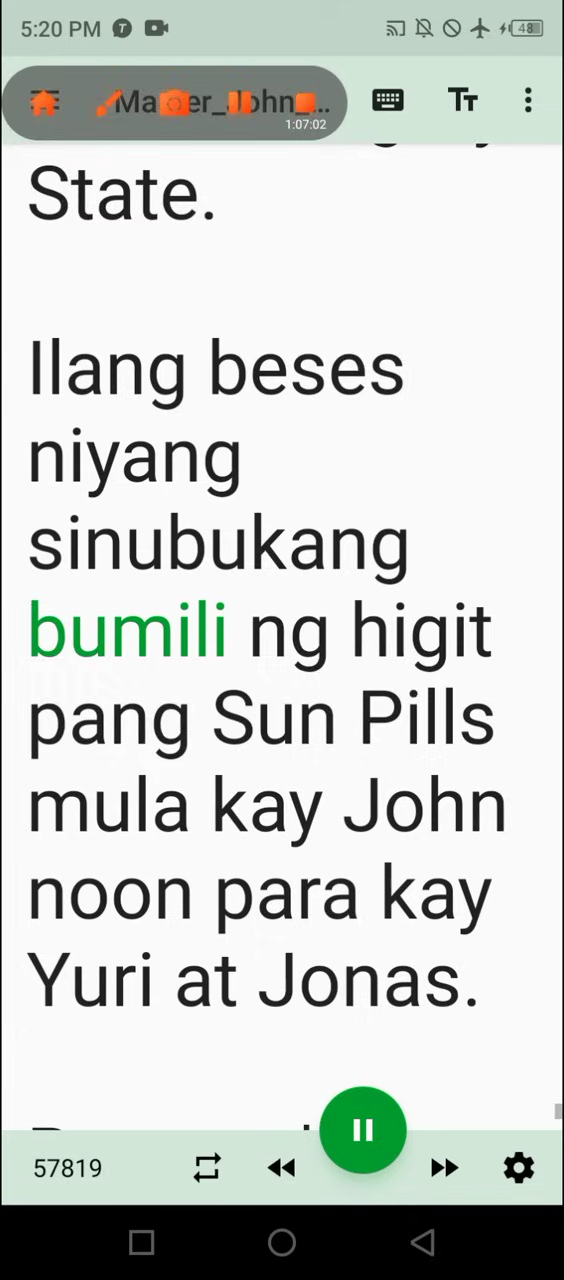 5:20 PM
48
1:07:02
State.
Ilang beses
niyang
sinubukang
bumili ng higit
pang Sun Pills
mula kay John
noon para kay
Yuri at Jonas.
57819